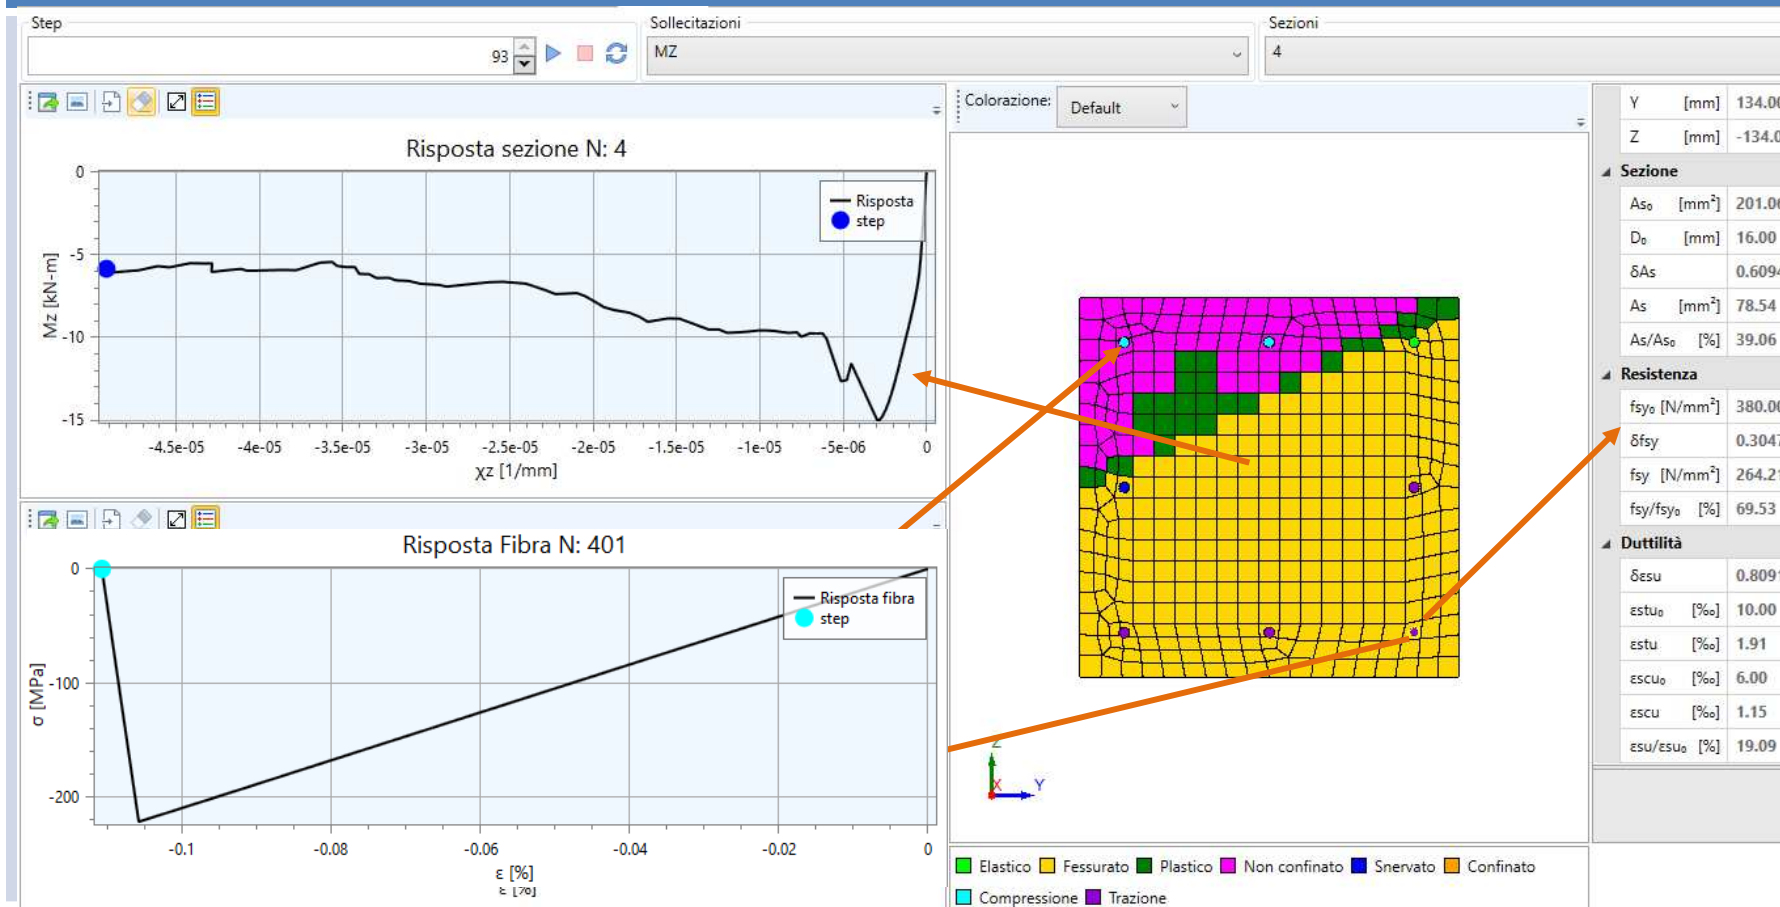 Step
93
Sollecitazioni
MZ
Sezioni
4
Risposta sezione N: 4
0
-5
-10
-15
Mz [kN-m]
Risposta
step
-4.5e-05 -4e-05 -3.5e-05 -3e-05 -2.5e-05 -2e-05 -1.5e-05 -1e-05 -5e-06 0
χz [1/mm]
Risposta Fibra N: 401
0
-100
-200
σ [MPa]
Risposta fibra
step
-0.1 -0.08 -0.06 -0.04 -0.02 0
ε [%]
Colorazione: Default
Z
X Y
Elastico Fessurato Plastico Non confinato Snervato Confinato
Compressione Trazione
Y [mm] 134.00
Z [mm] -134.0
Sezione
As₀ [mm²] 201.06
D₀ [mm] 16.00
δAs 0.6094
As [mm²] 78.54
As/As₀ [%] 39.06
Resistenza
fsy₀ [N/mm²] 380.00
δfsy 0.3047
fsy [N/mm²] 264.21
fsy/fsy₀ [%] 69.53
Duttilità
δεsu 0.8091
εstu₀ [‰] 10.00
εstu [‰] 1.91
εscu₀ [‰] 6.00
εscu [‰] 1.15
εsu/εsu₀ [%] 19.09